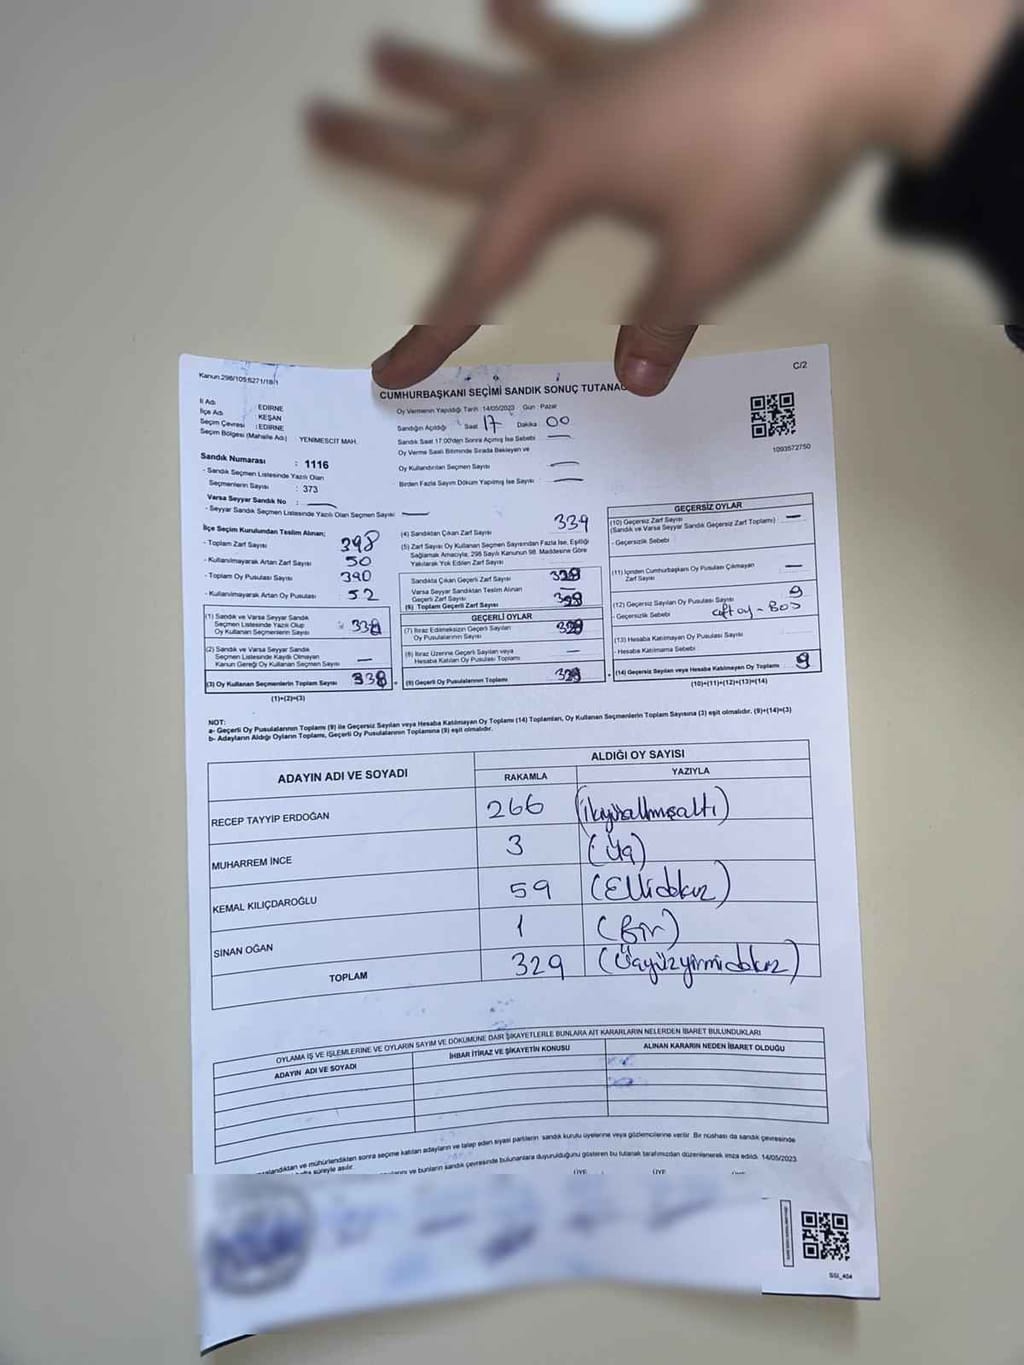 Kanun:298/105:6271/18/1
C/2
CUMHURBAŞKANI SEÇİMİ SANDIK SONUÇ TUTANA
İl Adı : EDİRNE
İlçe Adı : KEŞAN
Seçim Çevresi : EDİRNE
Seçim Bölgesi (Mahalle Adı) : YENİMESCİT MAH.
Oy Vermenin Yapıldığı Tarih : 14/05/2023 Gün : Pazar
Sandığın Açıldığı Saat 17 Dakika 00
Sandık Saat 17:00'den Sonra Açılmış İse Sebebi
Oy Verme Saati Bitiminde Sırada Bekleyen ve
Oy Kullandırılan Seçmen Sayısı
Birden Fazla Sayım Döküm Yapılmış İse Sayısı
1093572750
Sandık Numarası : 1116
- Sandık Seçmen Listesinde Yazılı Olan
Seçmenlerin Sayısı : 373
Varsa Seyyar Sandık No :
- Seyyar Sandık Seçmen Listesinde Yazılı Olan Seçmen Sayısı
İlçe Seçim Kurulundan Teslim Alınan;
- Toplam Zarf Sayısı 398
- Kullanılmayarak Artan Zarf Sayısı 50
- Toplam Oy Pusulası Sayısı 390
- Kullanılmayarak Artan Oy Pusulası 52
(1) Sandık ve Varsa Seyyar Sandık
Seçmen Listesinde Yazılı Olup
Oy Kullanan Seçmenlerin Sayısı 338
(2) Sandık ve Varsa Seyyar Sandık
Seçmen Listesinde Kaydı Olmayan
Kanun Gereği Oy Kullanan Seçmen Sayısı —
(3) Oy Kullanan Seçmenlerin Toplam Sayısı 338
(1)+(2)=(3)
(4) Sandıktan Çıkan Zarf Sayısı 339
(5) Zarf Sayısı Oy Kullanan Seçmen Sayısından Fazla İse, Eşitliği
Sağlamak Amacıyla, 298 Sayılı Kanunun 98. Maddesine Göre
Yakılarak Yok Edilen Zarf Sayısı
Sandıkta Çıkan Geçerli Zarf Sayısı
Varsa Seyyar Sandıktan Teslim Alınan
Geçerli Zarf Sayısı —
(6) Toplam Geçerli Zarf Sayısı
GEÇERLİ OYLAR
(7) İtiraz Edilmeksizin Geçerli Sayılan
Oy Pusulalarının Sayısı 329
(8) İtiraz Üzerine Geçerli Sayılan veya
Hesaba Katılan Oy Pusulası Toplamı —
(9) Geçerli Oy Pusulalarının Toplamı 329
GEÇERSİZ OYLAR
(10) Geçersiz Zarf Sayısı —
(Sandık ve Varsa Seyyar Sandık Geçersiz Zarf Toplamı)
- Geçersizlik Sebebi
(11) İçinden Cumhurbaşkanı Oy Pusulası Çıkmayan
Zarf Sayısı —
(12) Geçersiz Sayılan Oy Pusulası Sayısı 9
- Geçersizlik Sebebi çift oy - BOŞ
(13) Hesaba Katılmayan Oy Pusulası Sayısı
- Hesaba Katılmama Sebebi
(14) Geçersiz Sayılan veya Hesaba Katılmayan Oy Toplamı 9
(10)+(11)+(12)+(13)=(14)
NOT:
a- Geçerli Oy Pusulalarının Toplamı (9) ile Geçersiz Sayılan veya Hesaba Katılmayan Oy Toplamı (14) Toplamları, Oy Kullanan Seçmenlerin Toplam Sayısına (3) eşit olmalıdır. (9)+(14)=(3)
b- Adayların Aldığı Oyların Toplamı, Geçerli Oy Pusulalarının Toplamına (9) eşit olmalıdır.
ADAYIN ADI VE SOYADI
ALDIĞI OY SAYISI
RAKAMLA YAZIYLA
RECEP TAYYİP ERDOĞAN 266 (ikiyüzaltmışaltı)
MUHARREM İNCE 3 (üç)
KEMAL KILIÇDAROĞLU 59 (Ellidokuz)
SİNAN OĞAN 1 (Bir)
TOPLAM 329 (Üçyüzyirmidokuz)
OYLAMA İŞ VE İŞLEMLERİNE VE OYLARIN SAYIM VE DÖKÜMÜNE DAİR ŞİKAYETLERLE BUNLARA AİT KARARLARIN NELERDEN İBARET BULUNDUKLARI
ADAYIN ADI VE SOYADI İHBAR İTİRAZ VE ŞİKAYETİN KONUSU ALINAN KARARIN NEDEN İBARET OLDUĞU
landıktan ve mühürlendikten sonra seçime katılan adayların ve talep eden siyasi partilerin sandık kurulu üyelerine veya gözlemcilerine verilir. Bir nüshası da sandık çevresinde
süreyle asılır.
ve bunların sandık çevresinde bulunanlara duyurulduğunu gösteren bu tutanak tarafımızdan düzenlenerek imza edildi. 14/05/2023
ÜYE ÜYE
SSI_404